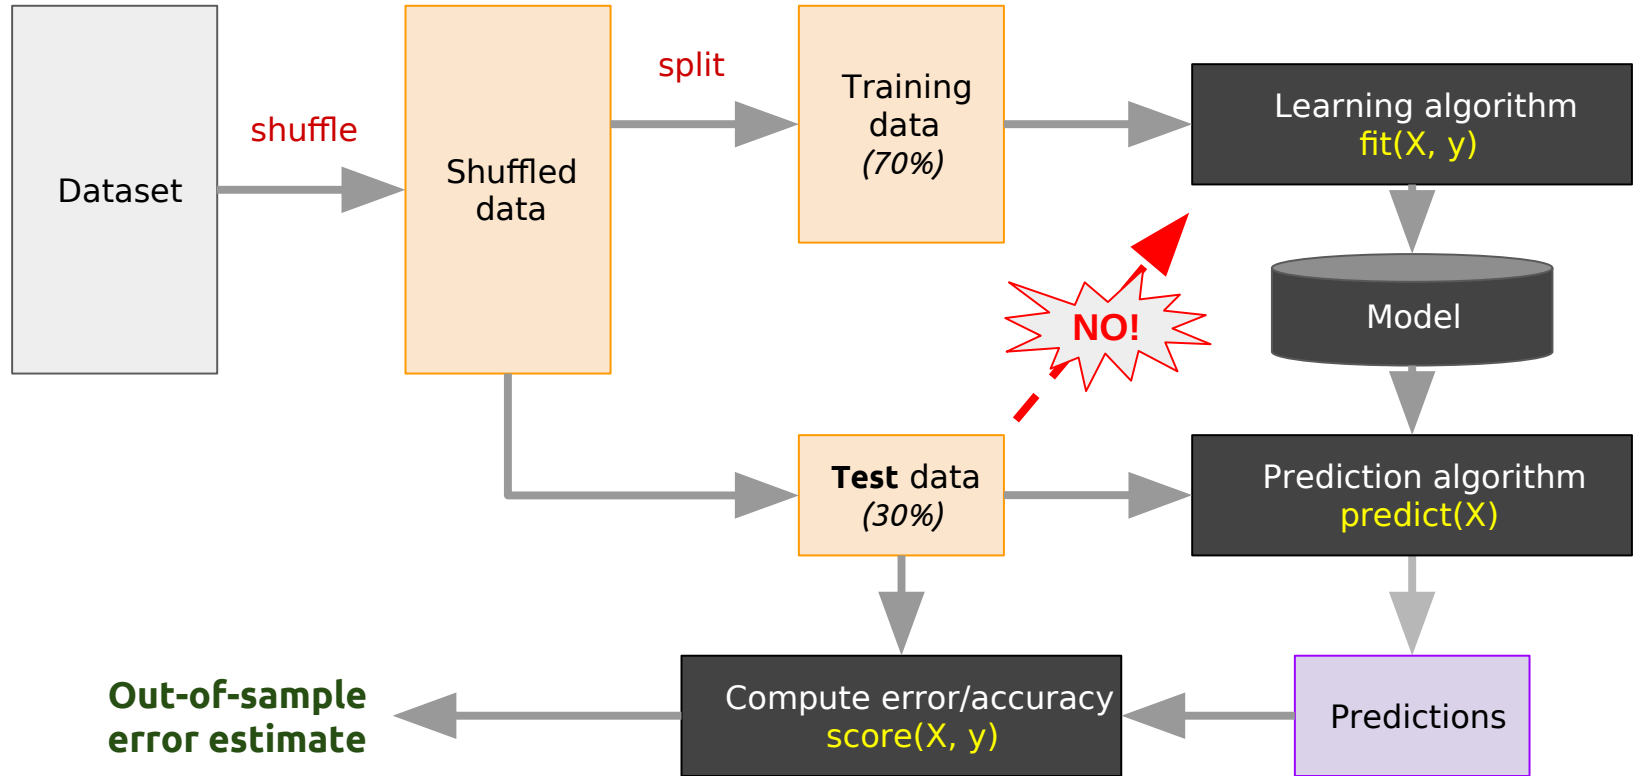 Dataset
shuffle
Shuffled
data
split
Training
data
(70%)
Learning algorithm
fit(X, y)
NO!
Model
Test data
(30%)
Prediction algorithm
predict(X)
Out-of-sample
error estimate
Compute error/accuracy
score(X, y)
Predictions